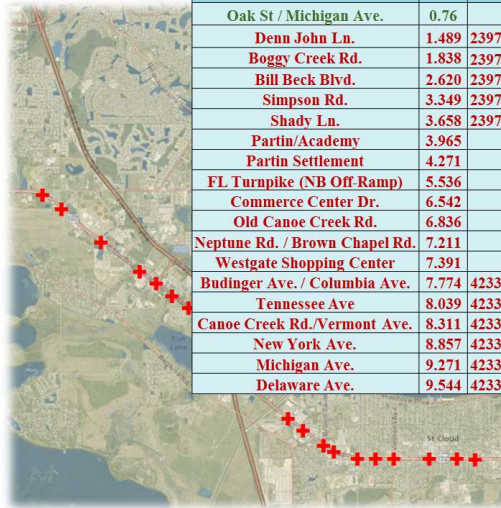 Oak St / Michigan Ave. 0.76
Denn John Ln. 1.489 2397
Boggy Creek Rd. 1.838 2397
Bill Beck Blvd. 2.620 2397
Simpson Rd. 3.349 2397
Shady Ln. 3.658 2397
Partin/Academy 3.965
Partin Settlement 4.271
FL Turnpike (NB Off-Ramp) 5.536
Commerce Center Dr. 6.542
Old Canoe Creek Rd. 6.836
Neptune Rd. / Brown Chapel Rd. 7.211
Westgate Shopping Center 7.391
Budinger Ave. / Columbia Ave. 7.774 4233
Tennessee Ave 8.039 4233
Canoe Creek Rd./Vermont Ave. 8.311 4233
New York Ave. 8.857 4233
Michigan Ave. 9.271 4233
Delaware Ave. 9.544 4233
Fish
Lake
St Cloud